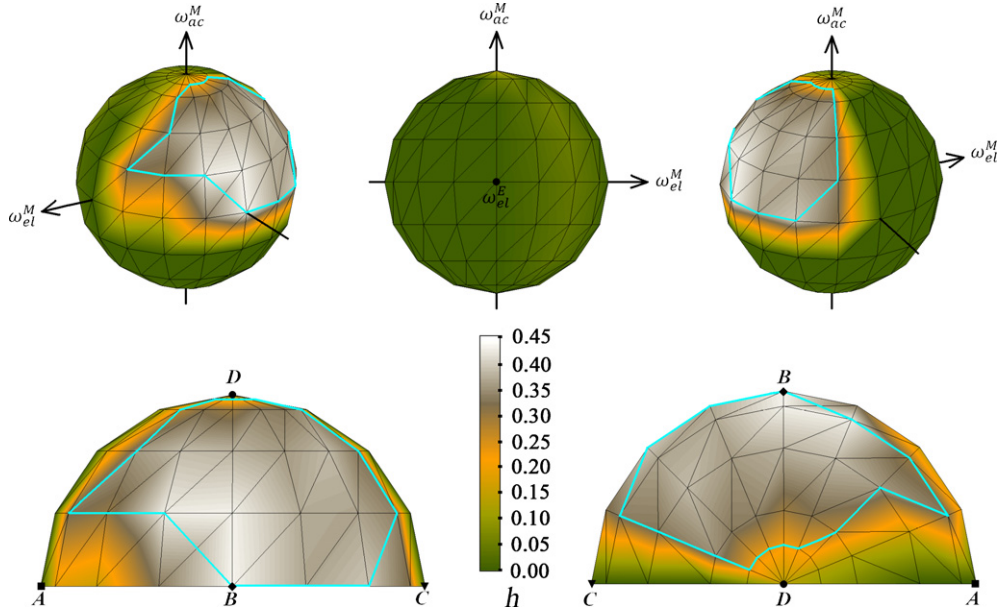 ω_ac^M
ω_ac^M
ω_ac^M
ω_el^M
ω_el^E
ω_el^M
ω_el^M
D
0.45
0.40
0.35
0.30
0.25
0.20
0.15
0.10
0.05
0.00
h
B
A B C
C D A